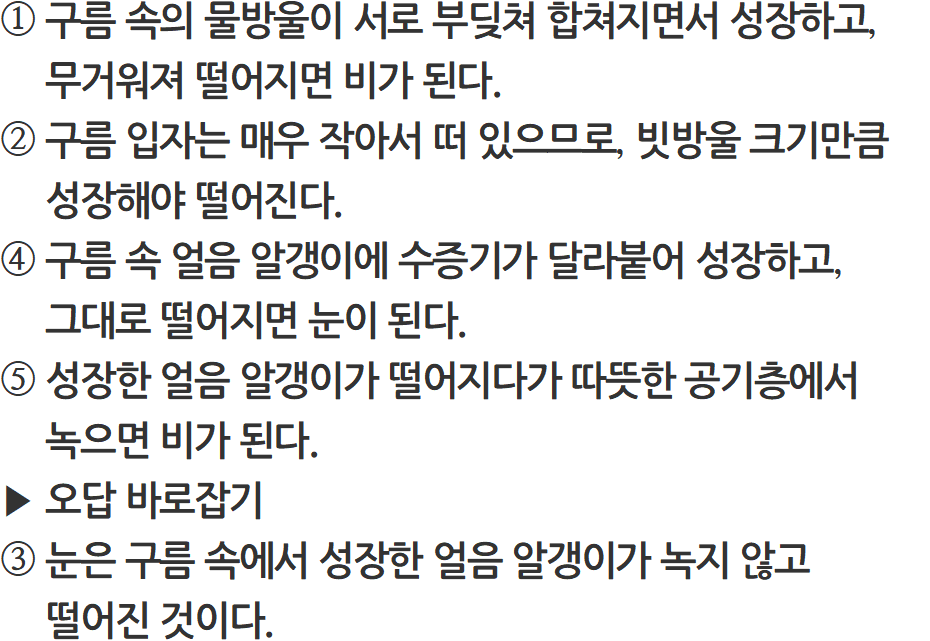 ① 구름 속의 물방울이 서로 부딪쳐 합쳐지면서 성장하고,
무거워져 떨어지면 비가 된다.
② 구름 입자는 매우 작아서 떠 있으므로, 빗방울 크기만큼
성장해야 떨어진다.
④ 구름 속 얼음 알갱이에 수증기가 달라붙어 성장하고,
그대로 떨어지면 눈이 된다.
⑤ 성장한 얼음 알갱이가 떨어지다가 따뜻한 공기층에서
녹으면 비가 된다.
▶ 오답 바로잡기
③ 눈은 구름 속에서 성장한 얼음 알갱이가 녹지 않고
떨어진 것이다.